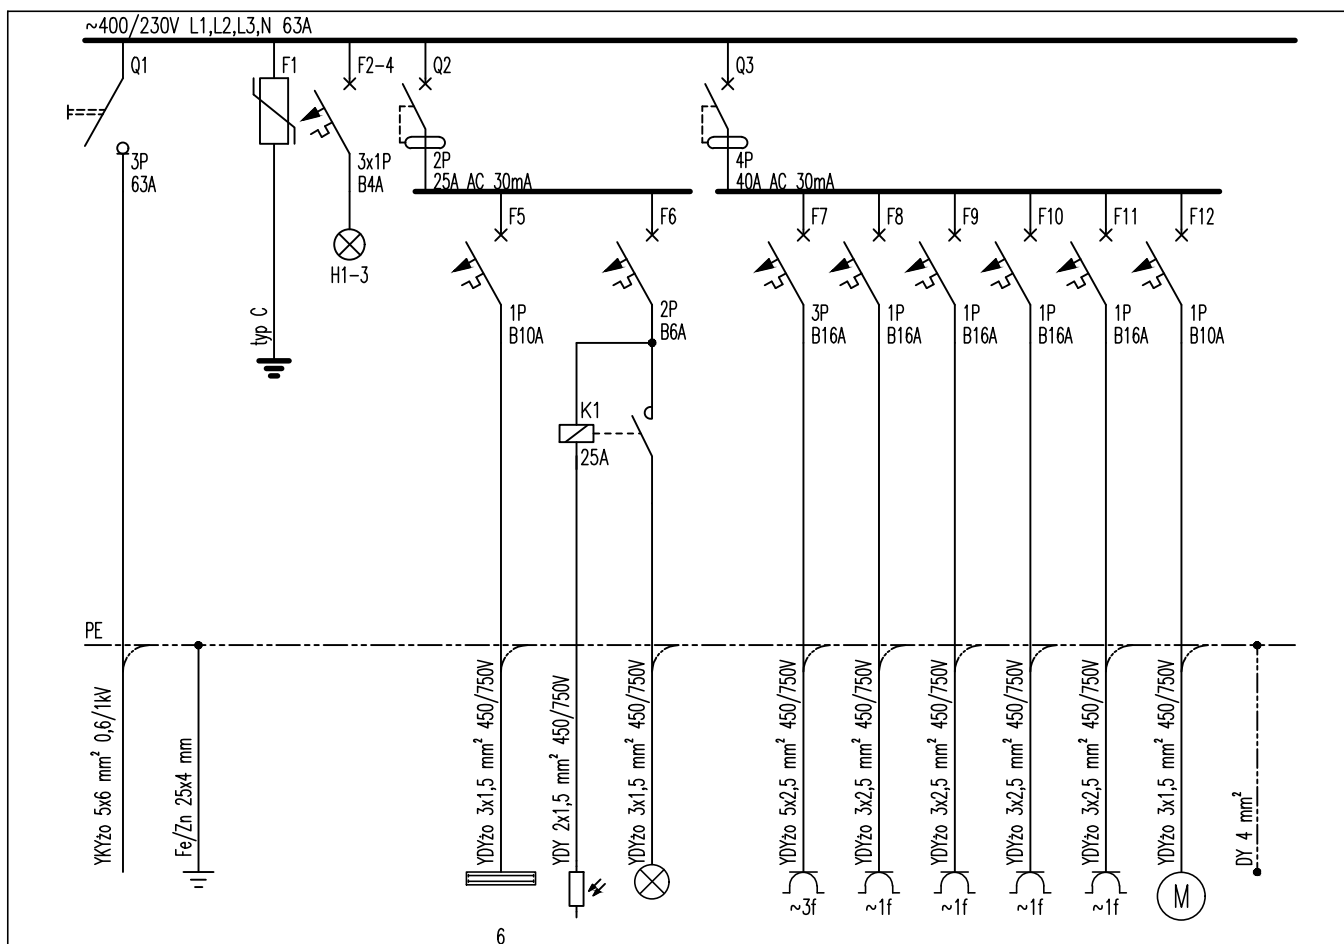 ~400/230V L1,L2,L3,N 63A
Q1
F1
F2-4
Q2
Q3
3P
63A
3x1P
B4A
2P
25A AC 30mA
4P
40A AC 30mA
H1-3
typ C
F5
F6
F7
F8
F9
F10
F11
F12
1P
B10A
2P
B6A
3P
B16A
1P
B16A
1P
B16A
1P
B16A
1P
B16A
1P
B10A
K1
25A
PE
YKYżo 5x6 mm² 0,6/1kV
Fe/Zn 25x4 mm
YDYżo 3x1,5 mm² 450/750V
YDY 2x1,5 mm² 450/750V
YDYżo 3x1,5 mm² 450/750V
YDYżo 5x2,5 mm² 450/750V
YDYżo 3x2,5 mm² 450/750V
YDYżo 3x2,5 mm² 450/750V
YDYżo 3x2,5 mm² 450/750V
YDYżo 3x2,5 mm² 450/750V
YDYżo 3x1,5 mm² 450/750V
DY 4 mm²
~3f
~1f
~1f
~1f
~1f
M
6